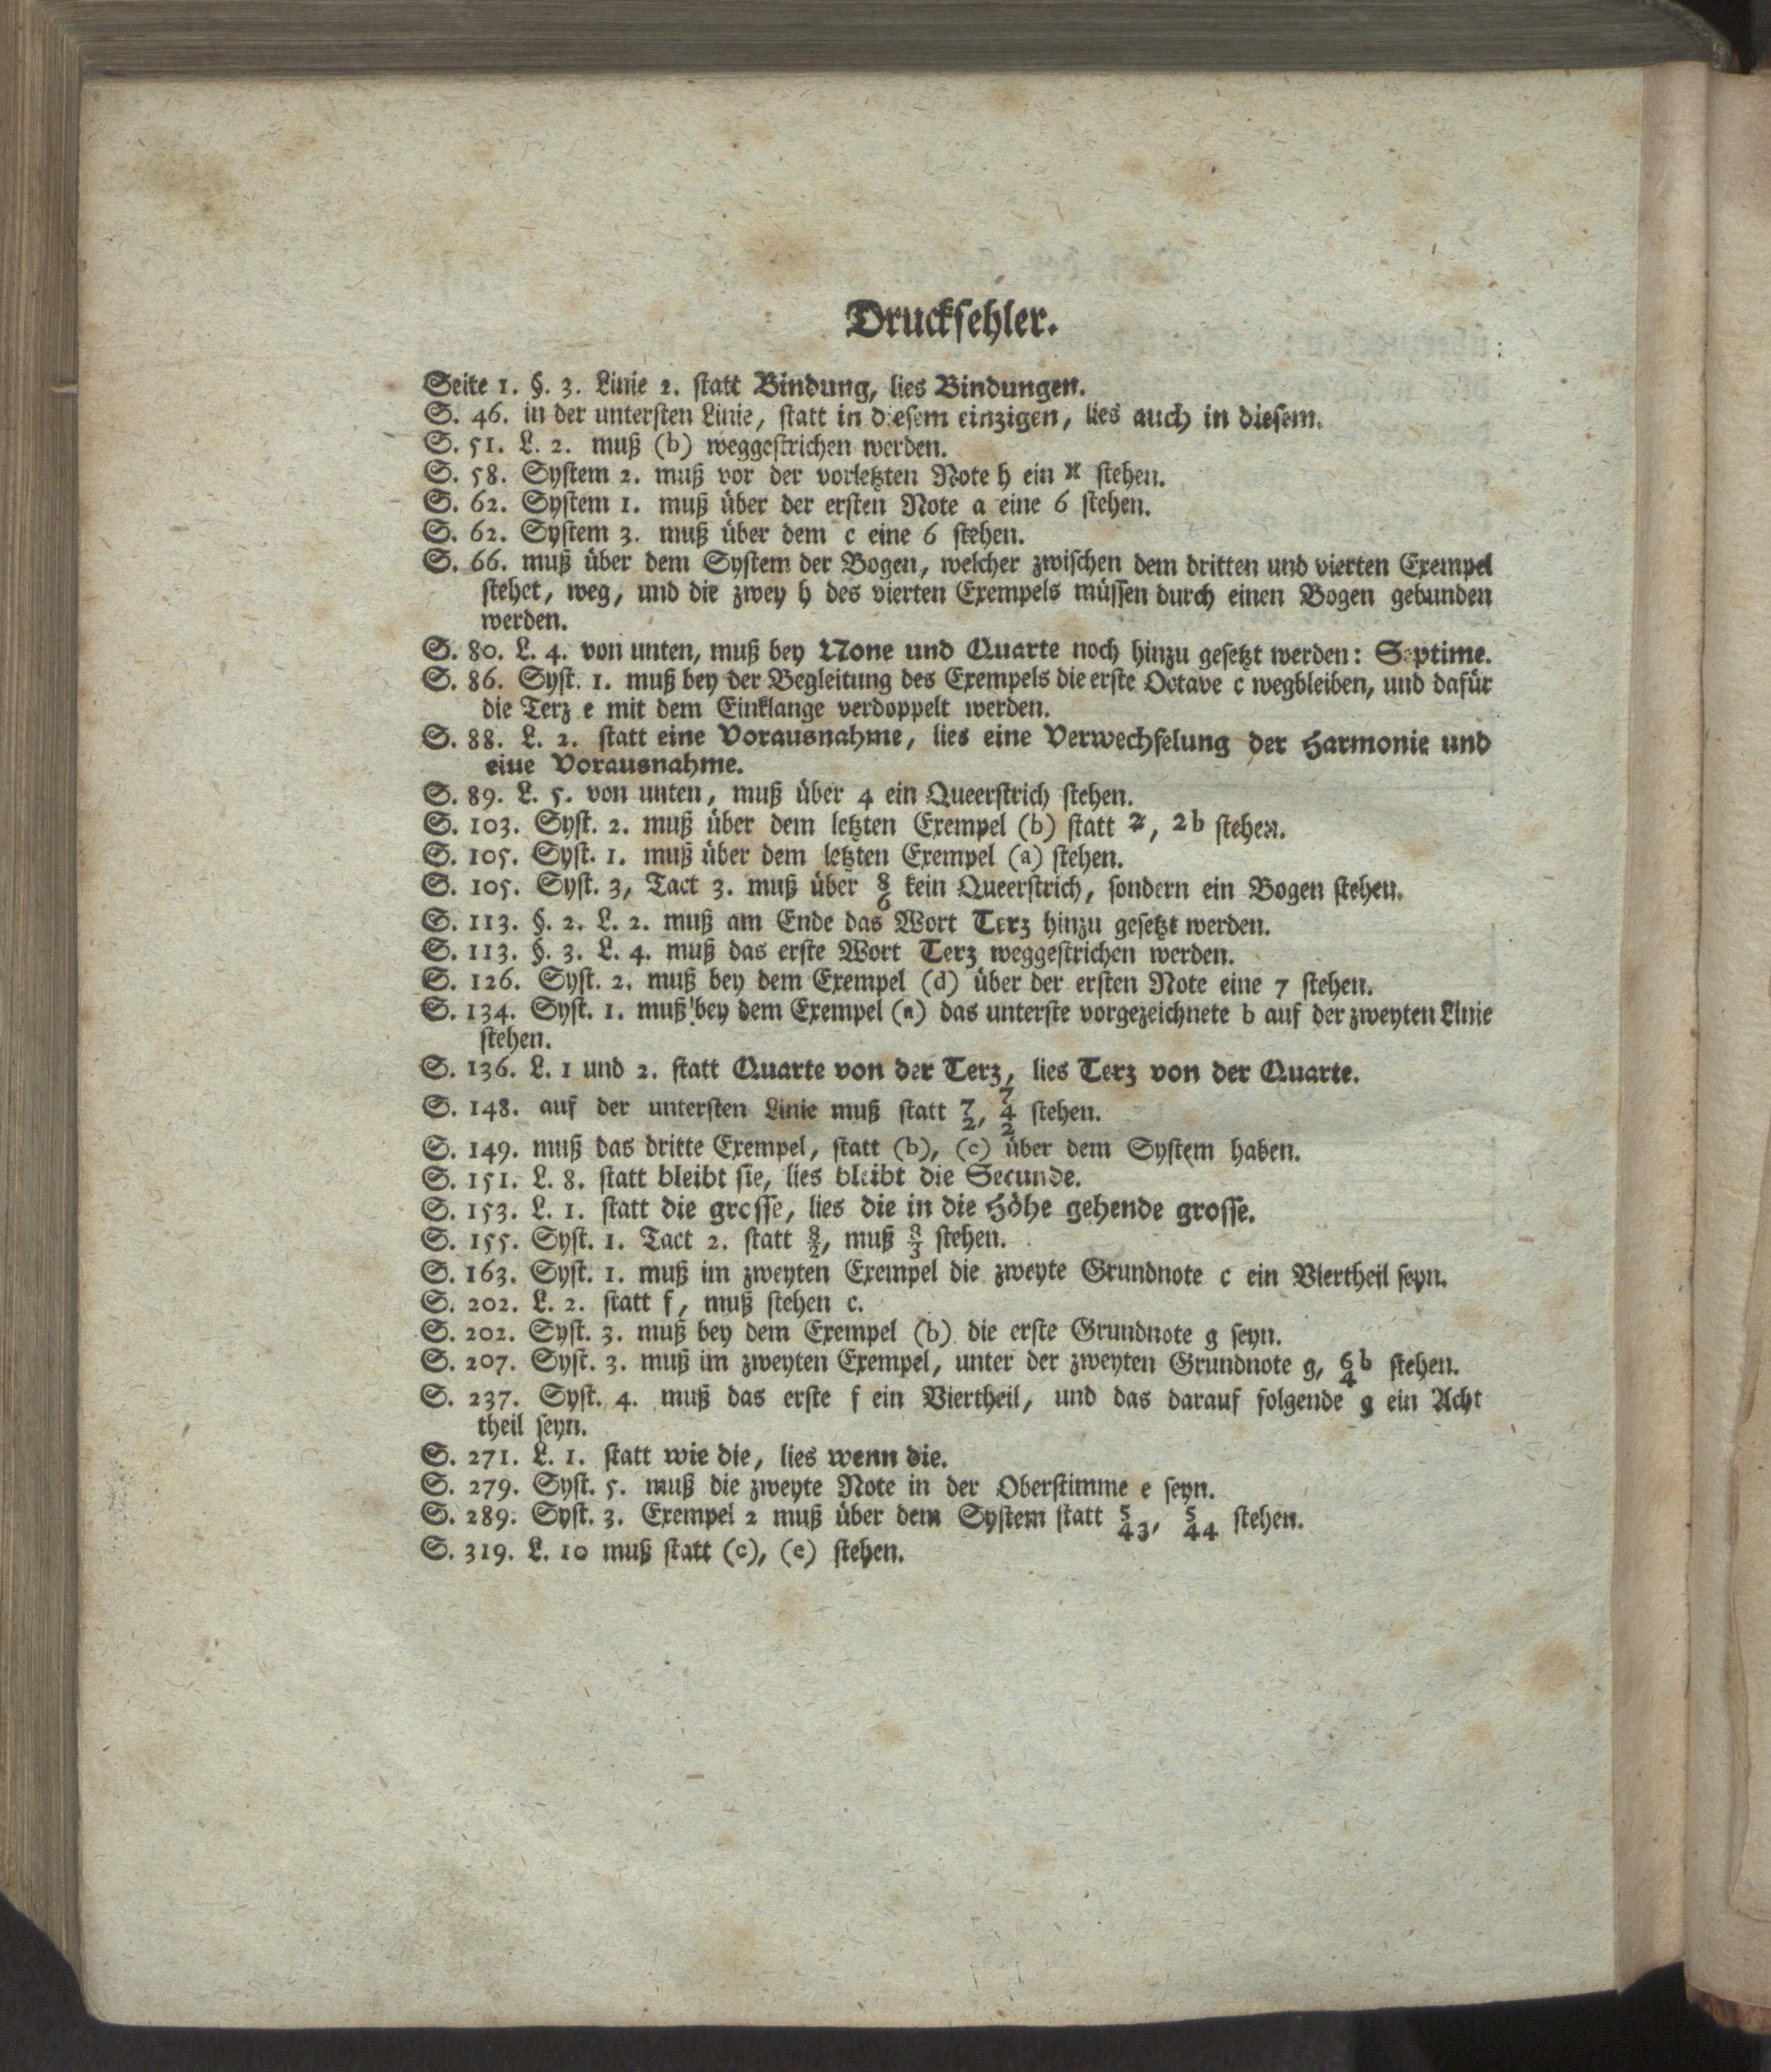 Druckfehler.
Seite 1. §. 3. Linie 2. statt Bindung, lies Bindungen.
S. 46. in der untersten Linie, statt in diesem einzigen, lies auch in diesem.
S. 51. L. 2. muß (b) weggestrichen werden.
S. 58. System 2. muß vor der vorletzten Note h ein ♮ stehen.
S. 62. System 1. muß über der ersten Note a eine 6 stehen.
S. 62. System 3. muß über dem c eine 6 stehen.
S. 66. muß über dem System der Bogen, welcher zwischen dem dritten und vierten Exempel
stehet, weg, und die zwey h des vierten Exempels müssen durch einen Bogen gebunden
werden.
S. 80. L. 4. von unten, muß bey None und Quarte noch hinzu gesetzt werden: Septime.
S. 86. Syst. 1. muß bey der Begleitung des Exempels die erste Octave c wegbleiben, und dafür
die Terz e mit dem Einklange verdoppelt werden.
S. 88. L. 2. statt eine Vorausnahme, lies eine Verwechselung der Harmonie und
eine Vorausnahme.
S. 89. L. 5. von unten, muß über 4 ein Queerstrich stehen.
S. 103. Syst. 2. muß über dem letzten Exempel (b) statt 2, 2b stehen.
S. 105. Syst. 1. muß über dem letzten Exempel (a) stehen.
S. 105. Syst. 3, Tact 3. muß über 8/6 kein Queerstrich, sondern ein Bogen stehen.
S. 113. §. 2. L. 2. muß am Ende das Wort Terz hinzu gesetzt werden.
S. 113. §. 3. L. 4. muß das erste Wort Terz weggestrichen werden.
S. 126. Syst. 2. muß bey dem Exempel (d) über der ersten Note eine 7 stehen.
S. 134. Syst. 1. muß bey dem Exempel (a) das unterste vorgezeichnete b auf der zweyten Linie
stehen.
S. 136. L. 1 und 2. statt Quarte von der Terz, lies Terz von der Quarte.
S. 148. auf der untersten Linie muß statt 7/2, 7/4/2 stehen.
S. 149. muß das dritte Exempel, statt (b), (c) über dem System haben.
S. 151. L. 8. statt bleibt sie, lies bleibt die Secunde.
S. 153. L. 1. statt die grosse, lies die in die Höhe gehende grosse.
S. 155. Syst. 1. Tact 2. statt 8/2, muß 8/3 stehen.
S. 163. Syst. 1. muß im zweyten Exempel die zweyte Grundnote c ein Viertheil seyn.
S. 202. L. 2. statt f, muß stehen c.
S. 202. Syst. 3. muß bey dem Exempel (b) die erste Grundnote g seyn.
S. 207. Syst. 3. muß im zweyten Exempel, unter der zweyten Grundnote g, 6b/4 stehen.
S. 237. Syst. 4. muß das erste f ein Viertheil, und das darauf folgende g ein Acht
theil seyn.
S. 271. L. 1. statt wie die, lies wenn die.
S. 279. Syst. 5. muß die zweyte Note in der Oberstimme e seyn.
S. 289. Syst. 3. Exempel 2 muß über dem System statt 5/43, 5/44 stehen.
S. 319. L. 10 muß statt (c), (e) stehen.